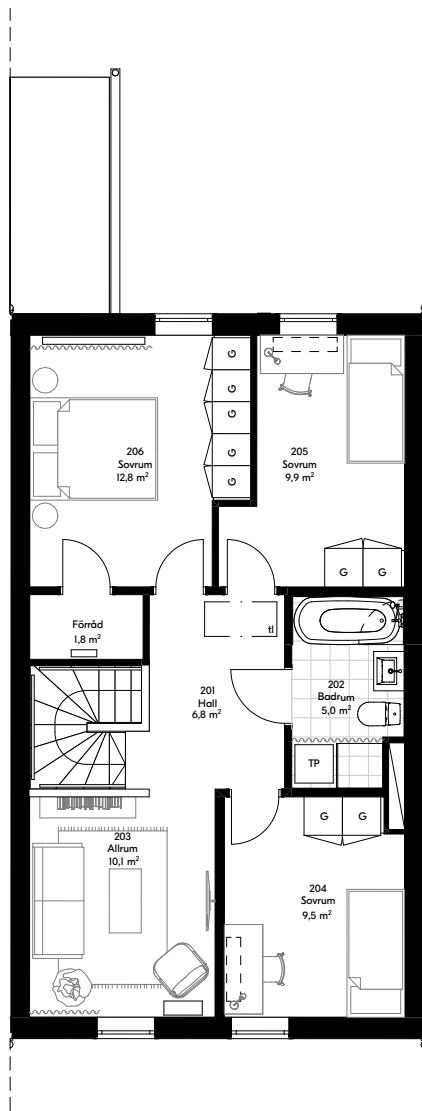 G
G
G
G
G
206
Sovrum
12,8 m²
205
Sovrum
9,9 m²
G G
Förråd
1,8 m²
tl
201
Hall
6,8 m²
202
Badrum
5,0 m²
TP
G G
203
Allrum
10,1 m²
204
Sovrum
9,5 m²